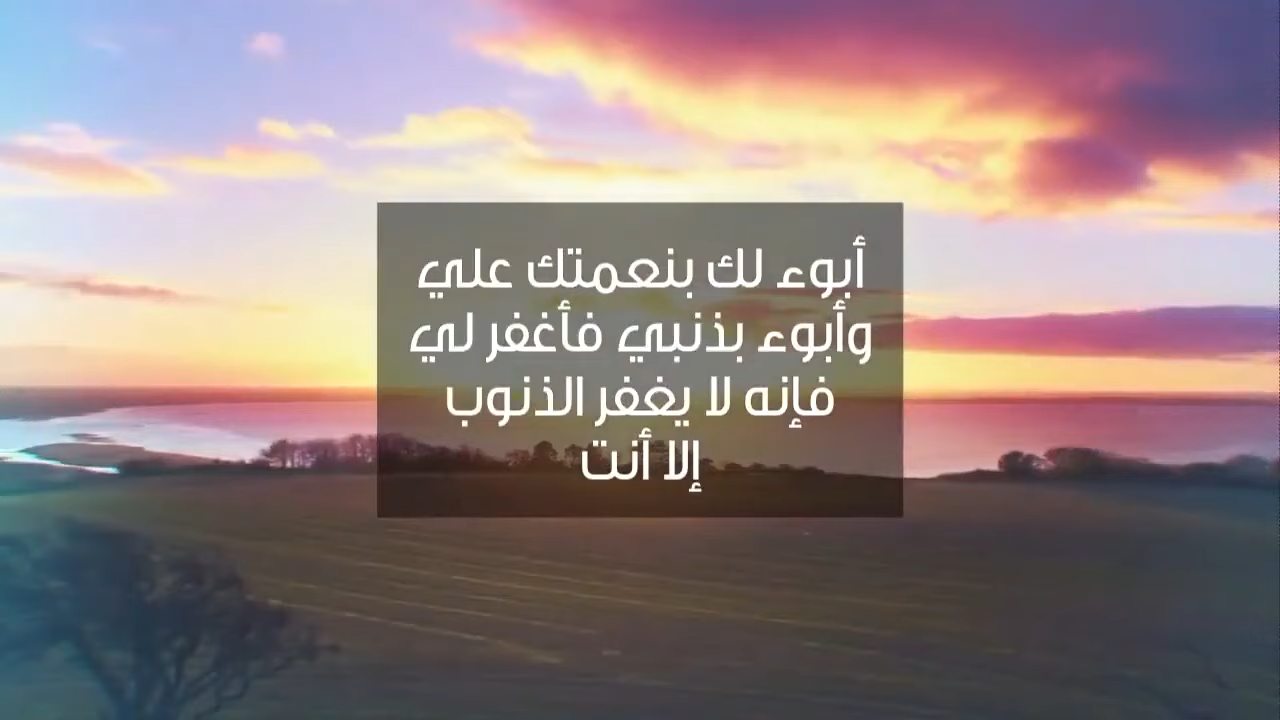 أبوء لك بنعمتك علي
وأبوء بذنبي فأغفر لي
فإنه لا يغفر الذنوب
إلا أنت